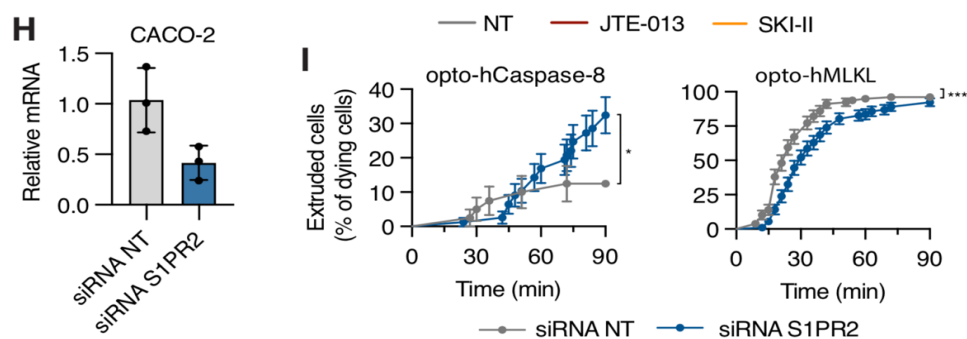 H
CACO-2
Relative mRNA
1.5
1.0
0.5
0.0
siRNA NT
siRNA S1PR2
NT JTE-013 SKI-II
I
opto-hCaspase-8
Extruded cells
(% of dying cells)
40
30
20
10
0
*
0 30 60 90
Time (min)
opto-hMLKL
100
75
50
25
0
***
0 30 60 90
Time (min)
siRNA NT siRNA S1PR2